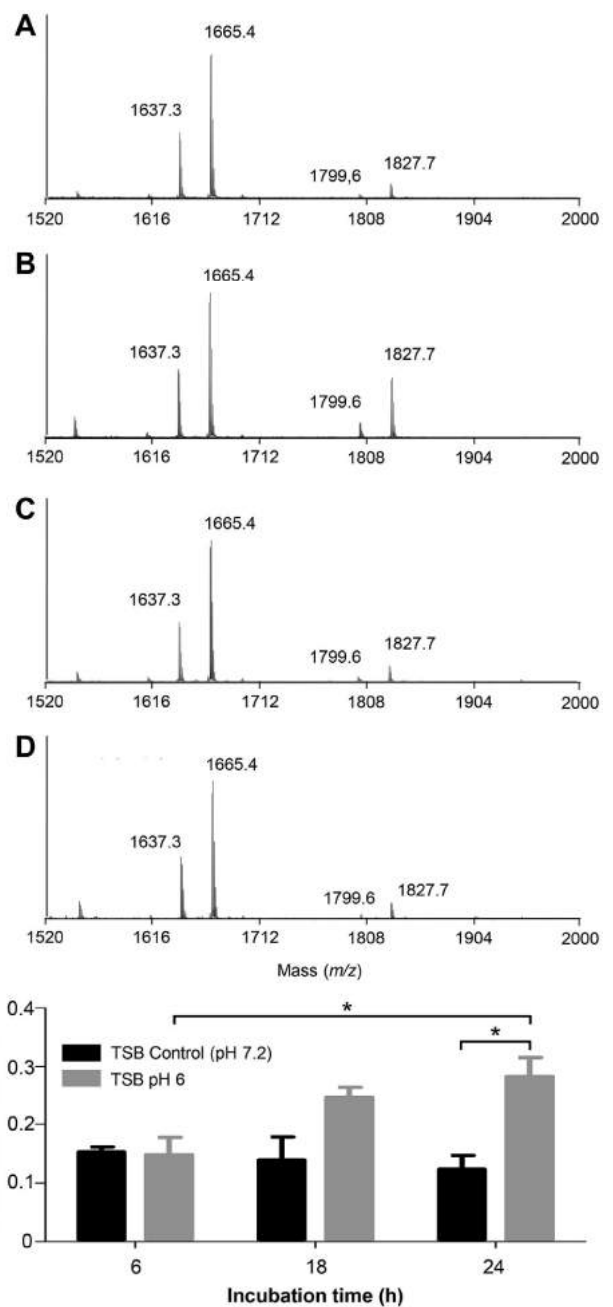 A
1665.4
1637.3
1799,6
1827.7
1520 1616 1712 1808 1904 2000
B
1665.4
1637.3
1827.7
1799.6
1520 1616 1712 1808 1904 2000
C
1665.4
1637.3
1799.6
1827.7
1520 1616 1712 1808 1904 2000
D
1665.4
1637.3
1799.6
1827.7
1520 1616 1712 1808 1904 2000
Mass (m/z)
0.4
*
TSB Control (pH 7.2)
*
0.3
TSB pH 6
0.2
0.1
0
6 18 24
Incubation time (h)